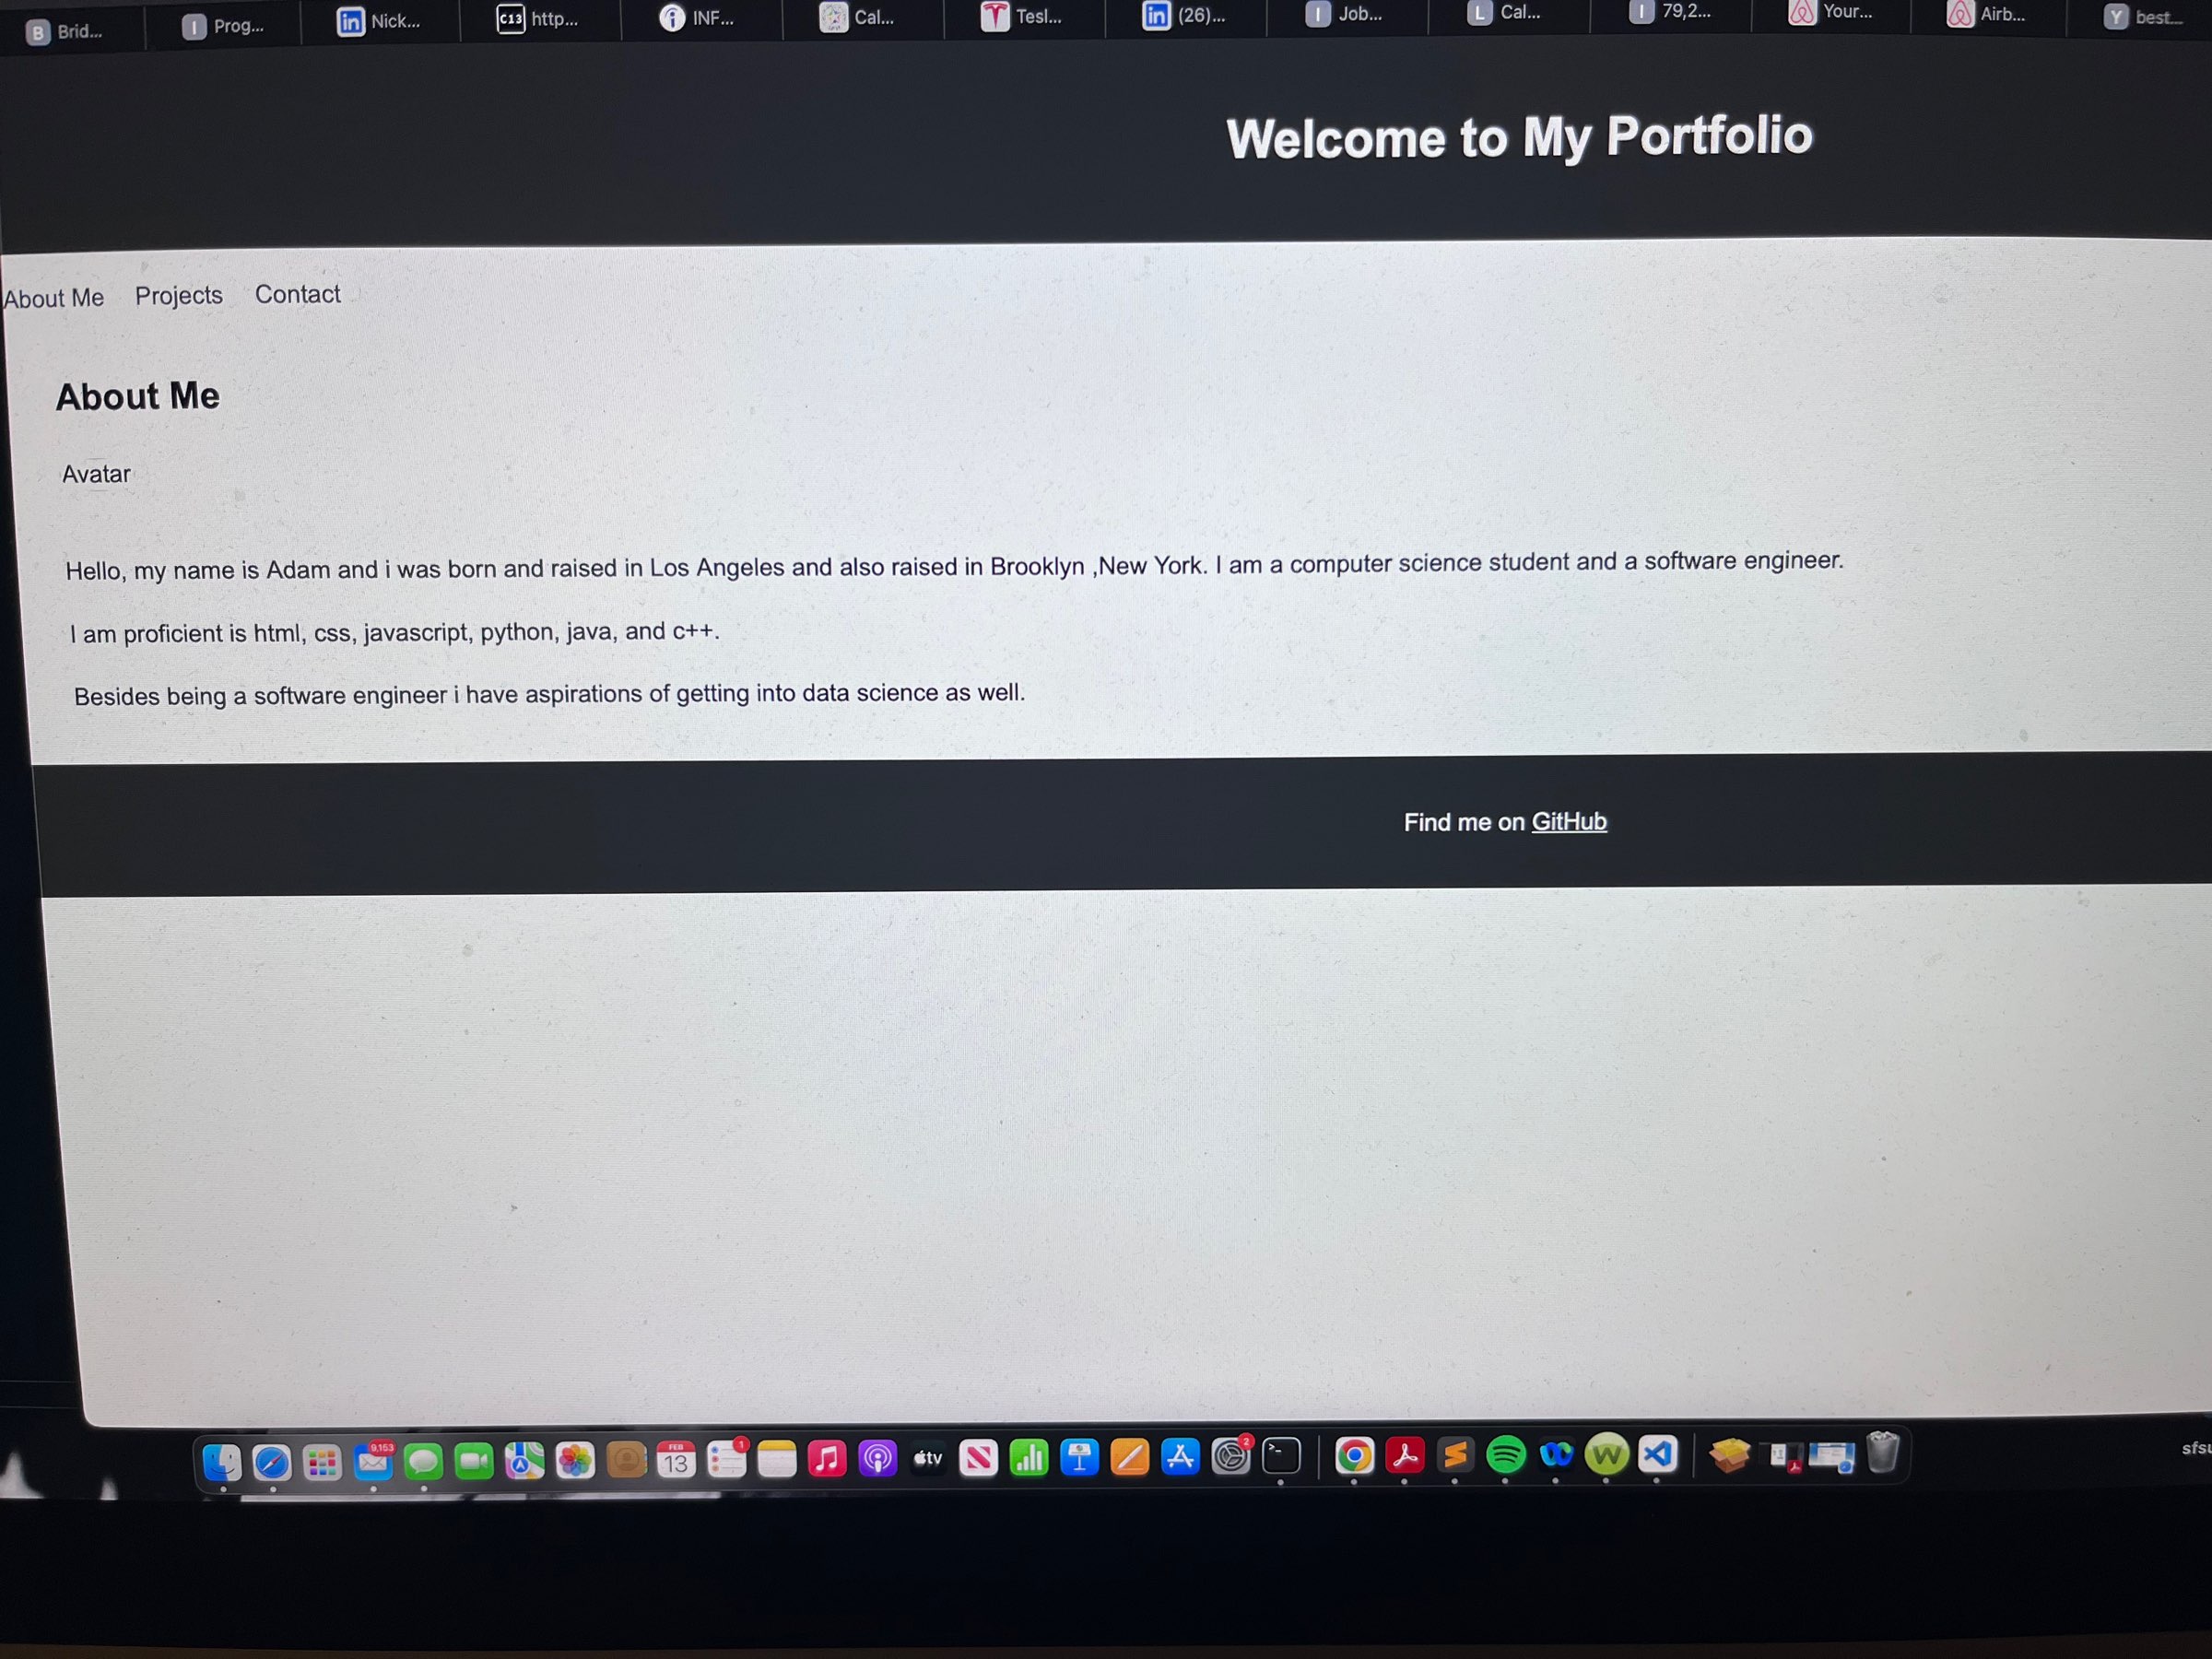 Brid...
Prog...
in Nick...
C13 http...
INF...
Cal...
Tesl...
in (26)...
I Job...
L Cal...
I 79,2...
Your...
Airb...
Y best...
Welcome to My Portfolio
About Me Projects Contact
About Me
Avatar
Hello, my name is Adam and i was born and raised in Los Angeles and also raised in Brooklyn ,New York. I am a computer science student and a software engineer.
I am proficient is html, css, javascript, python, java, and c++.
Besides being a software engineer i have aspirations of getting into data science as well.
Find me on GitHub
9,153
FEB
13
1
tv
2
sfsu